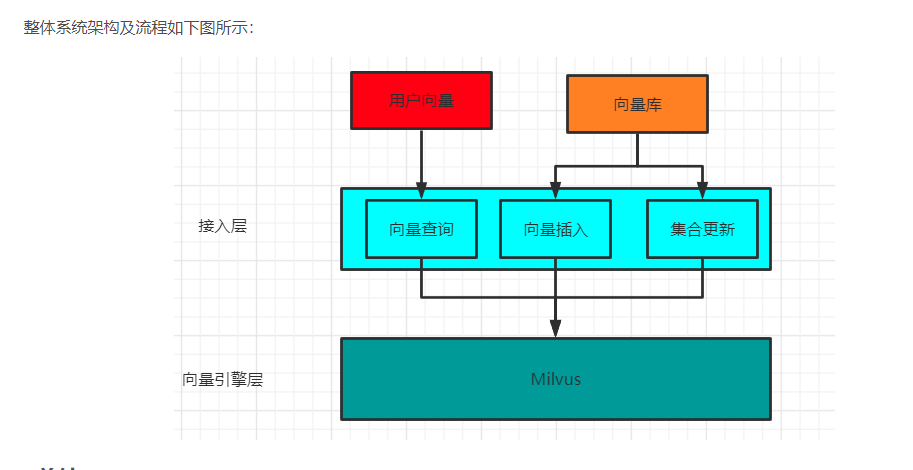 整体系统架构及流程如下图所示：
用户向量
向量库
接入层
向量查询
向量插入
集合更新
向量引擎层
Milvus